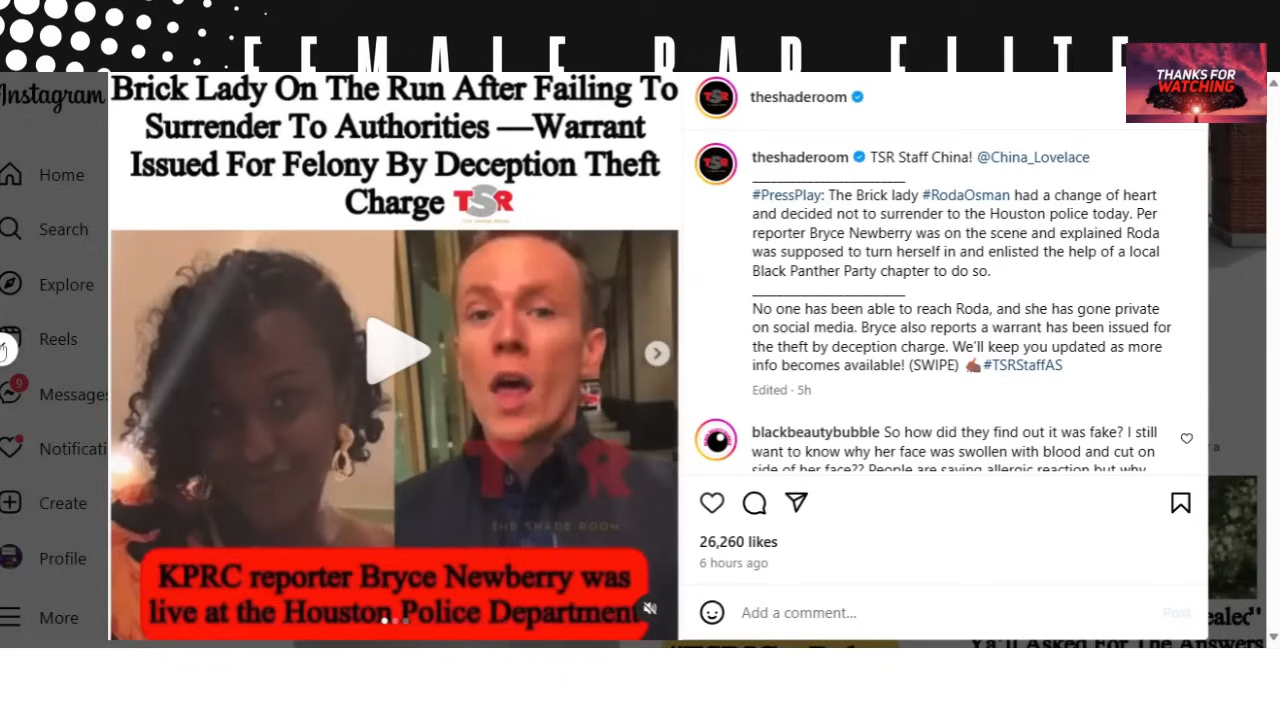 FEMALE RAP ELITE
THANKS FOR
WATCHING
Instagram
Home
Search
Explore
Reels
9
Messages
Notificati
Create
Profile
More
Brick Lady On The Run After Failing To
Surrender To Authorities —Warrant
Issued For Felony By Deception Theft
Charge TSR
THE SHADE ROOM
KPRC reporter Bryce Newberry was
live at the Houston Police Department
TSR
theshaderoom
TSR
theshaderoom TSR Staff China! @China_Lovelace
#PressPlay: The Brick lady #RodaOsman had a change of heart
and decided not to surrender to the Houston police today. Per
reporter Bryce Newberry was on the scene and explained Roda
was supposed to turn herself in and enlisted the help of a local
Black Panther Party chapter to do so.
No one has been able to reach Roda, and she has gone private
on social media. Bryce also reports a warrant has been issued for
the theft by deception charge. We'll keep you updated as more
info becomes available! (SWIPE) #TSRStaffAS
Edited · 5h
blackbeautybubble So how did they find out it was fake? I still
want to know why her face was swollen with blood and cut on
side of her face?? People are saying allergic reaction but why
26,260 likes
6 hours ago
Add a comment...
Post
ealed"
Ya'll Asked For The Answers